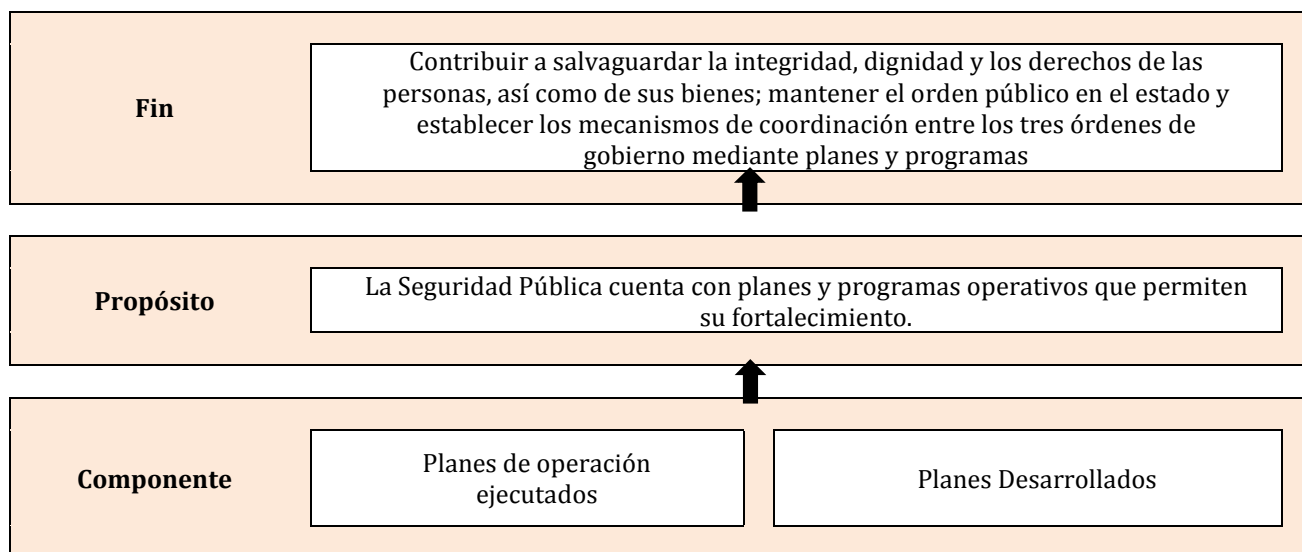 Fin
Contribuir a salvaguardar la integridad, dignidad y los derechos de las
personas, así como de sus bienes; mantener el orden público en el estado y
establecer los mecanismos de coordinación entre los tres órdenes de
gobierno mediante planes y programas
Propósito
La Seguridad Pública cuenta con planes y programas operativos que permiten
su fortalecimiento.
Componente
Planes de operación
ejecutados
Planes Desarrollados